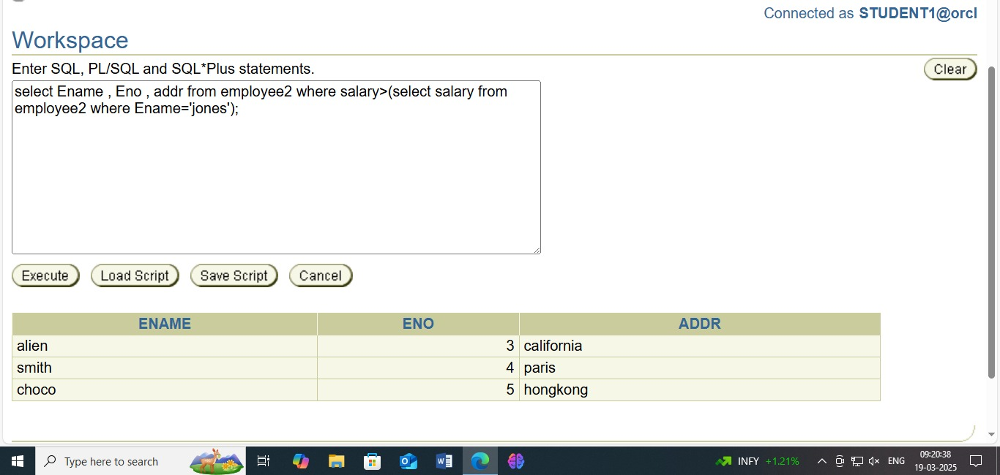 Connected as STUDENT1@orcl
Workspace
Enter SQL, PL/SQL and SQL*Plus statements.
Clear
select Ename , Eno , addr from employee2 where salary>(select salary from
employee2 where Ename='jones');
Execute Load Script Save Script Cancel
ENAME ENO ADDR
alien 3 california
smith 4 paris
choco 5 hongkong
Type here to search
INFY +1.21%
ENG
09:20:38
19-03-2025